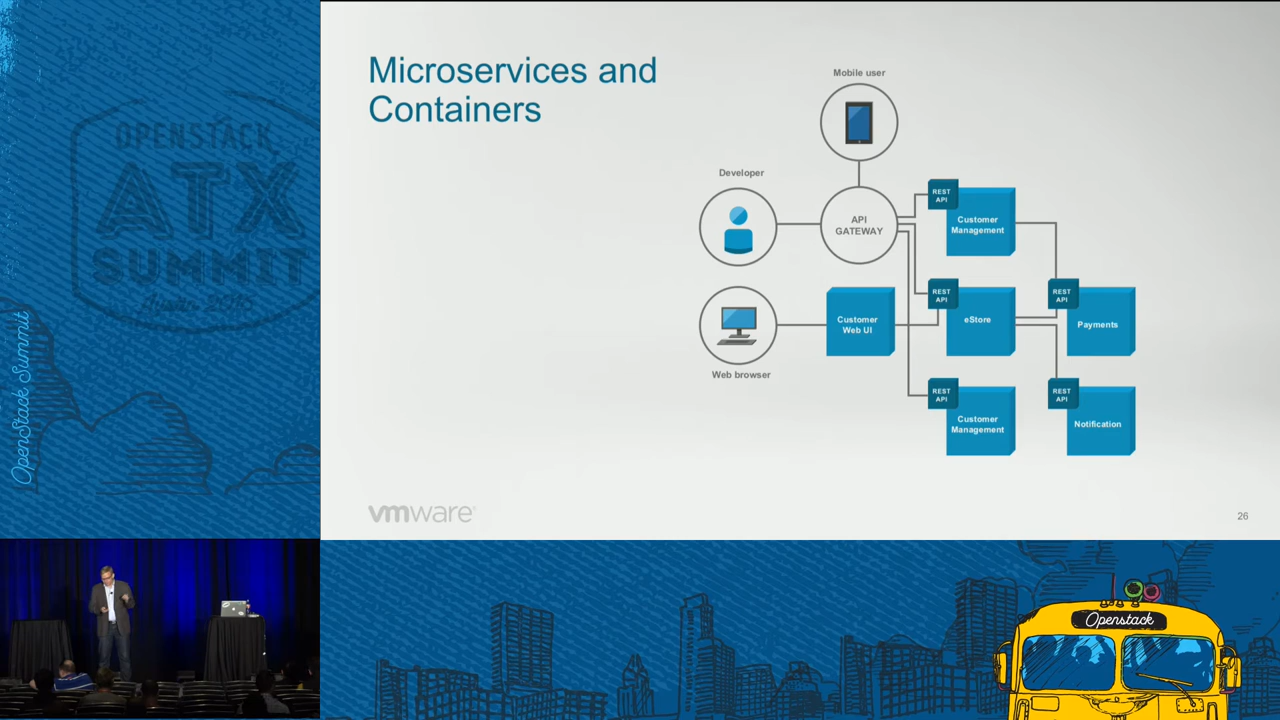 OPENSTACK
ATX
SUMMIT
OpenStack Summit
Microservices and
Containers
Mobile user
Developer
API
GATEWAY
REST
API
Customer
Management
Web browser
Customer
Web UI
REST
API
eStore
REST
API
Payments
REST
API
Customer
Management
REST
API
Notification
vmware
26
Openstack